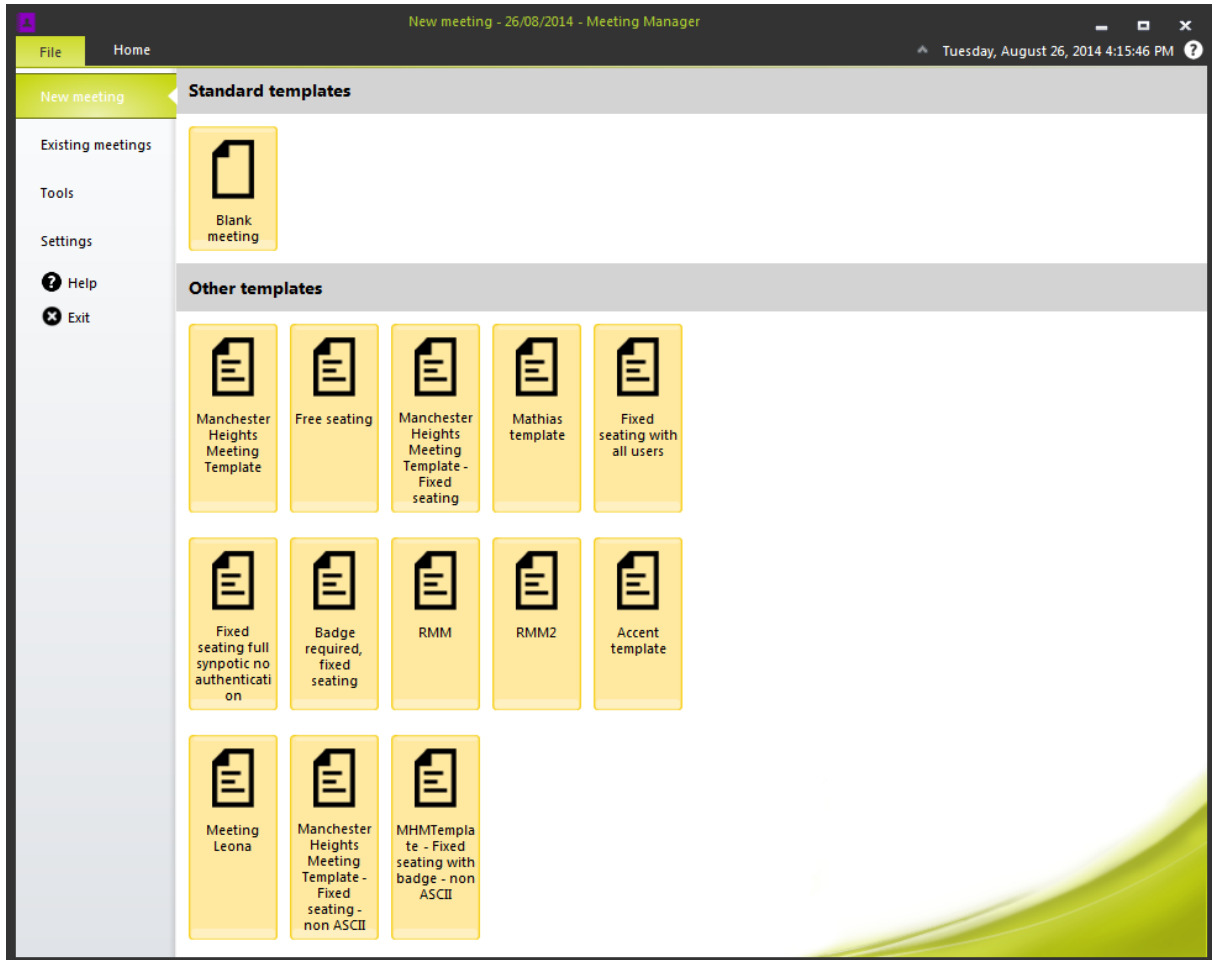 New meeting - 26/08/2014 - Meeting Manager
File
Home
Tuesday, August 26, 2014 4:15:46 PM
New meeting
Existing meetings
Tools
Settings
Help
Exit
Standard templates
Blank
meeting
Other templates
Manchester
Heights
Meeting
Template
Free seating
Manchester
Heights
Meeting
Template -
Fixed
seating
Mathias
template
Fixed
seating with
all users
Fixed
seating full
synpotic no
authenticati
on
Badge
required,
fixed
seating
RMM
RMM2
Accent
template
Meeting
Leona
Manchester
Heights
Meeting
Template -
Fixed
seating -
non ASCII
MHMTempla
te - Fixed
seating with
badge - non
ASCII